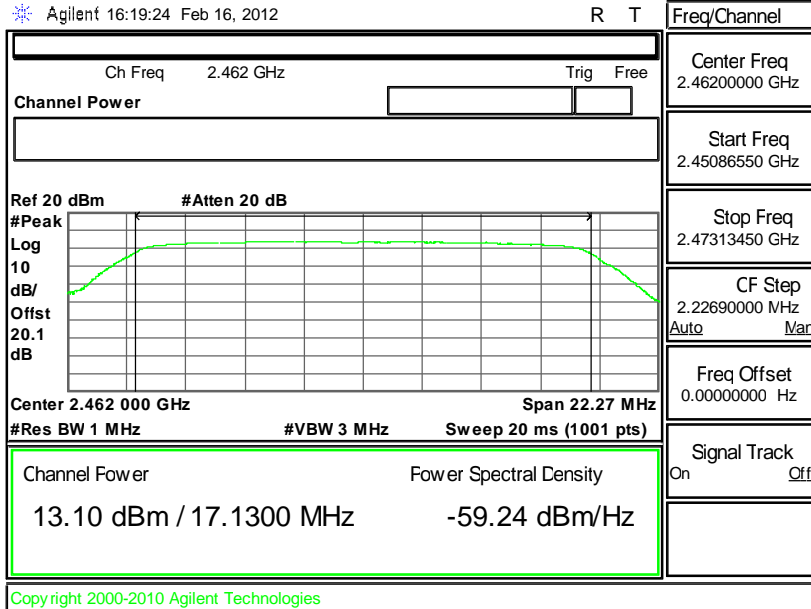 Agilent 16:19:24 Feb 16, 2012 R T
Freq/Channel
Ch Freq 2.462 GHz Trig Free
Channel Power
Ref 20 dBm #Atten 20 dB
#Peak
Log
10
dB/
Offst
20.1
dB
Center 2.462 000 GHz Span 22.27 MHz
#Res BW 1 MHz #VBW 3 MHz Sweep 20 ms (1001 pts)
Channel Power Power Spectral Density
13.10 dBm / 17.1300 MHz -59.24 dBm/Hz
Center Freq
2.46200000 GHz
Start Freq
2.45086550 GHz
Stop Freq
2.47313450 GHz
CF Step
2.22690000 MHz
Auto Man
Freq Offset
0.00000000 Hz
Signal Track
On Off
Copyright 2000-2010 Agilent Technologies